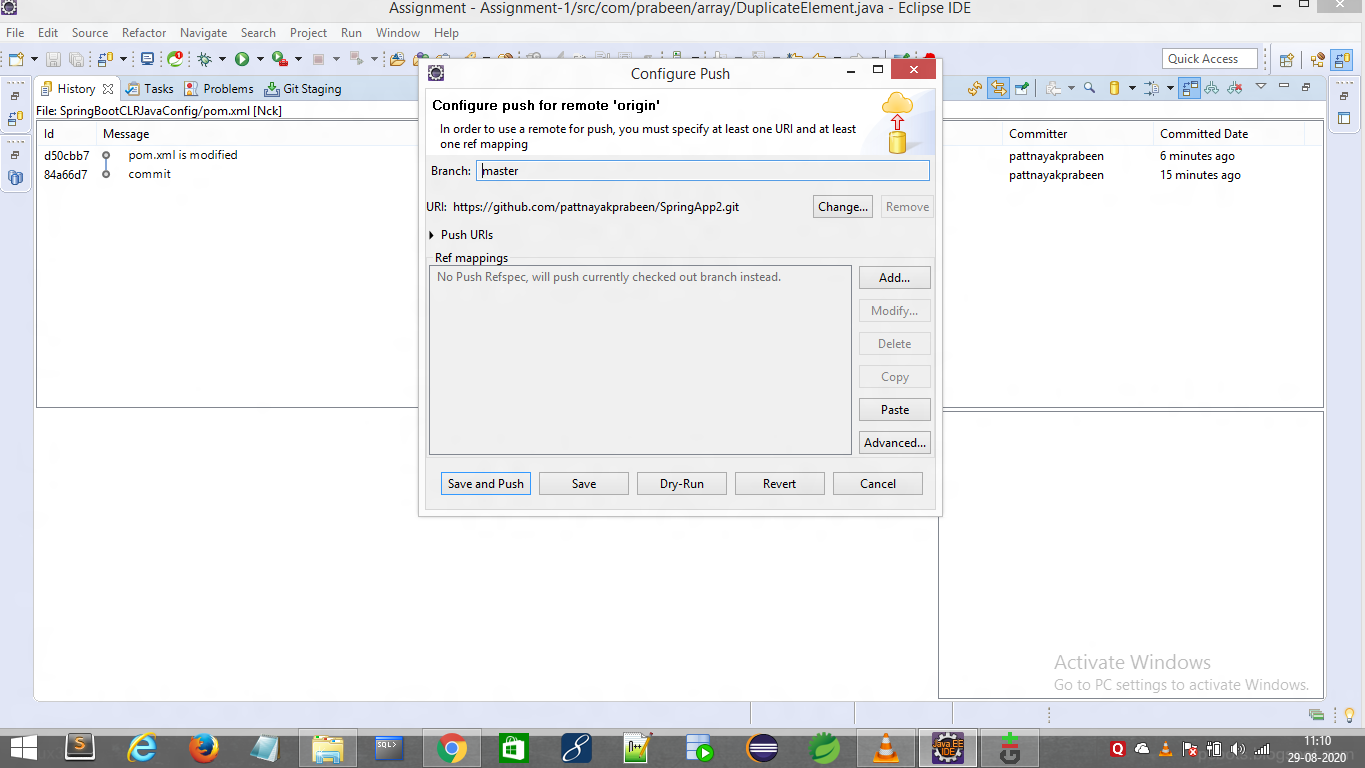 Assignment - Assignment-1/src/com/prabeen/array/DuplicateElement.java - Eclipse IDE
File Edit Source Refactor Navigate Search Project Run Window Help
Quick Access
History Tasks Problems Git Staging
File: SpringBootCLRJavaConfig/pom.xml [Nck]
Id Message Committer Committed Date
d50cbb7 pom.xml is modified pattnayakprabeen 6 minutes ago
84a66d7 commit pattnayakprabeen 15 minutes ago
Configure Push
Configure push for remote 'origin'
In order to use a remote for push, you must specify at least one URI and at least
one ref mapping
Branch: master
URI: https://github.com/pattnayakprabeen/SpringApp2.git Change... Remove
Push URIs
Ref mappings
No Push Refspec, will push currently checked out branch instead.
Add...
Modify...
Delete
Copy
Paste
Advanced...
Save and Push Save Dry-Run Revert Cancel
Activate Windows
Go to PC settings to activate Windows.
SQL>
Java EE
IDE
11:10
29-08-2020